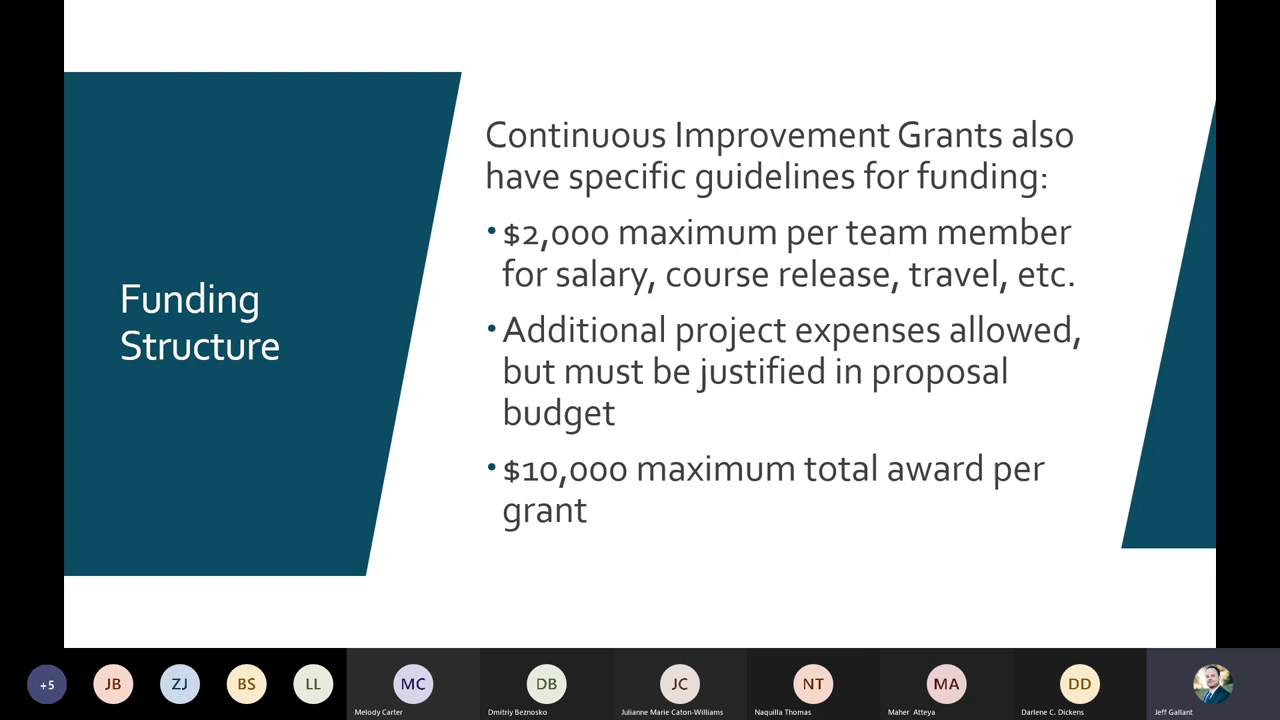 Funding
Structure
Continuous Improvement Grants also
have specific guidelines for funding:
• $2,000 maximum per team member
for salary, course release, travel, etc.
• Additional project expenses allowed,
but must be justified in proposal
budget
• $10,000 maximum total award per
grant
+5
JB
ZJ
BS
LL
MC
DB
JC
NT
MA
DD
Melody Carter
Dmitriy Beznosko
Julianne Marie Caton-Williams
Naquilla Thomas
Maher Atteya
Darlene C. Dickens
Jeff Gallant